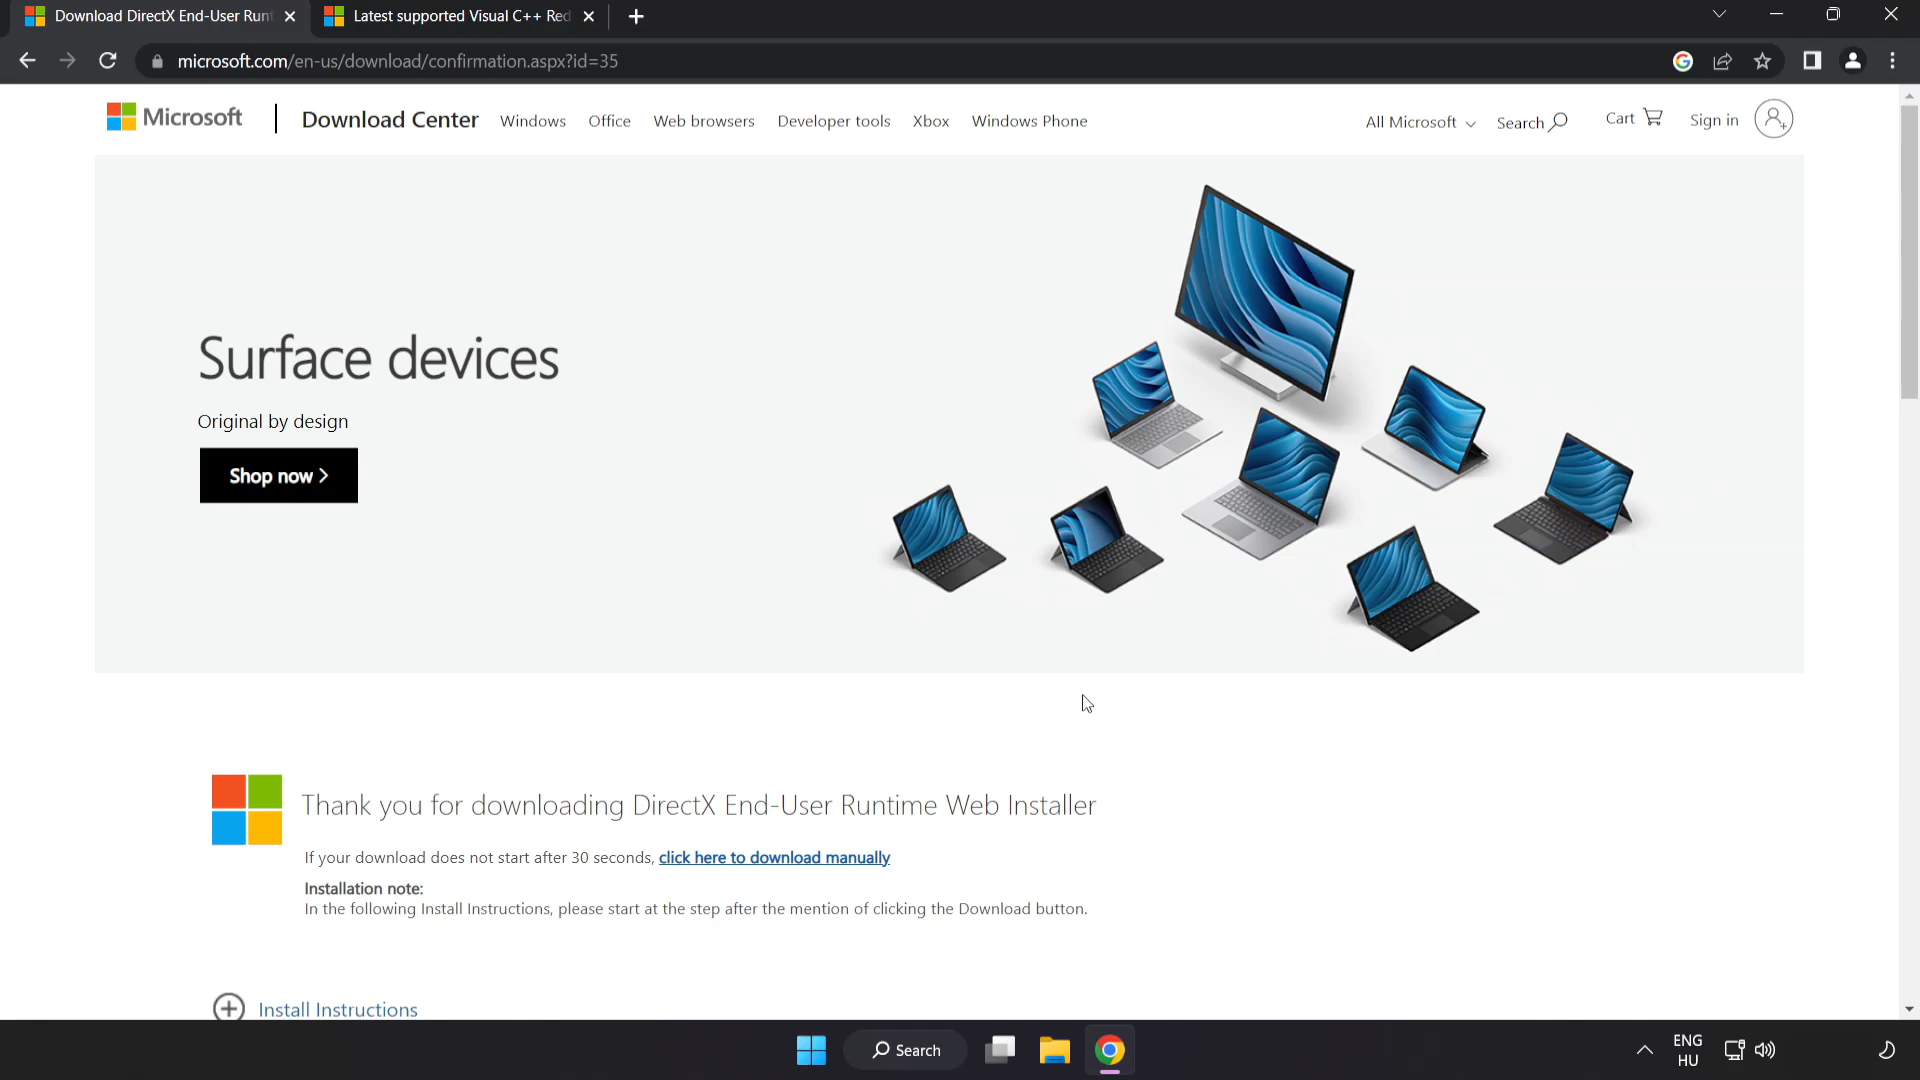 Download DirectX End-User Runt
Latest supported Visual C++ Red
microsoft.com/en-us/download/confirmation.aspx?id=35
Microsoft
Download Center
Windows
Office
Web browsers
Developer tools
Xbox
Windows Phone
All Microsoft
Search
Cart
Sign in
Surface devices
Original by design
Shop now
Thank you for downloading DirectX End-User Runtime Web Installer
If your download does not start after 30 seconds, click here to download manually
Installation note:
In the following Install Instructions, please start at the step after the mention of clicking the Download button.
Install Instructions
Search
ENG
HU